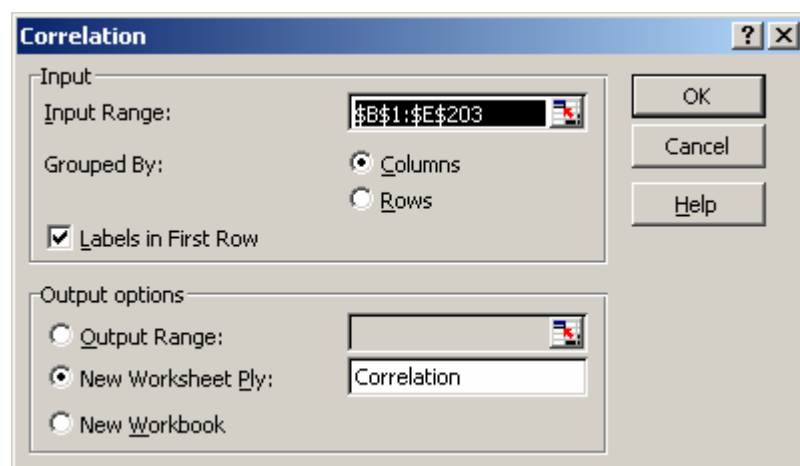 Correlation
Input
Input Range: $B$1:$E$203
OK
Grouped By: Columns
Cancel
Rows
Help
Labels in First Row
Output options
Output Range:
New Worksheet Ply: Correlation
New Workbook